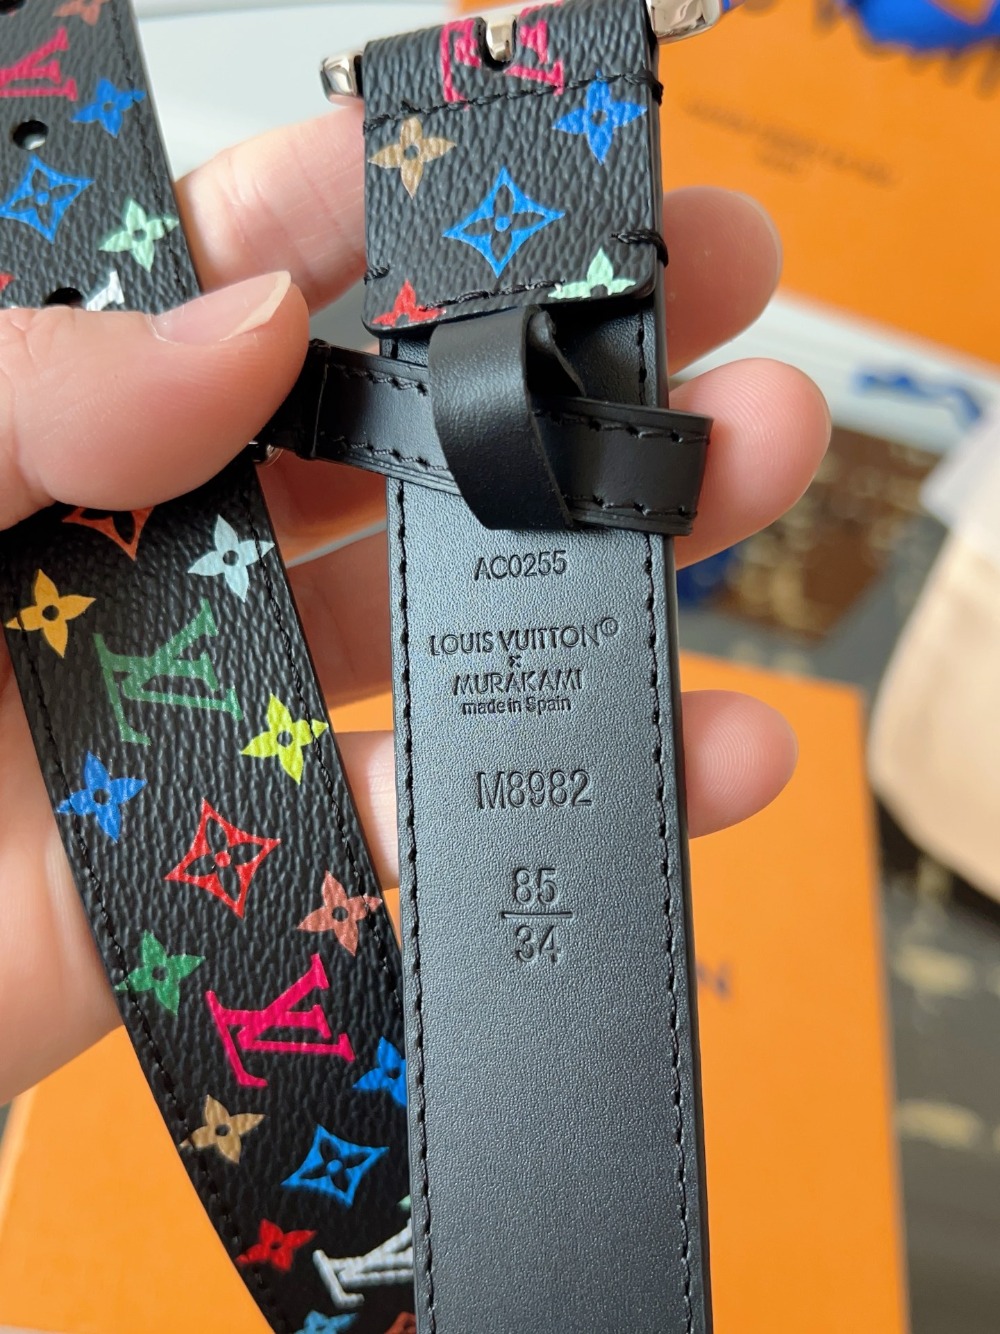 AC0255
LOUIS VUITTON®
×
MURAKAMI
made in Spain
M8982
85
34